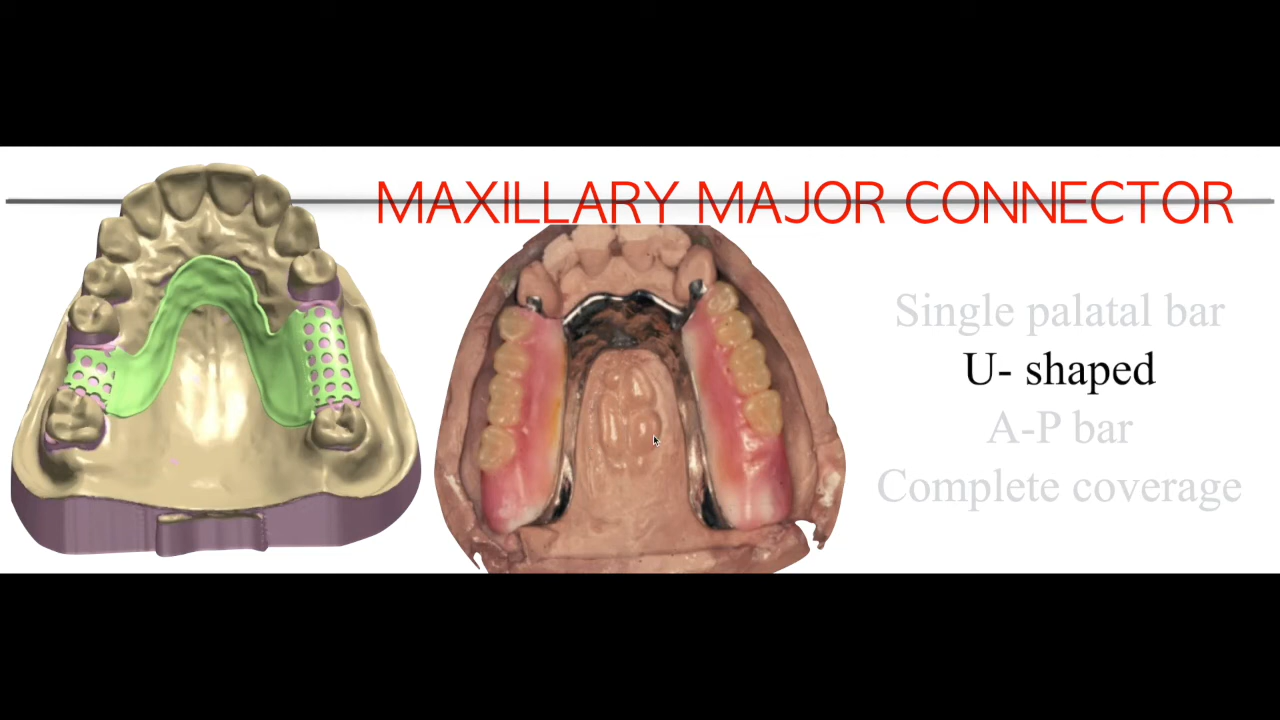 MAXILLARY MAJOR CONNECTOR
Single palatal bar
U- shaped
A-P bar
Complete coverage